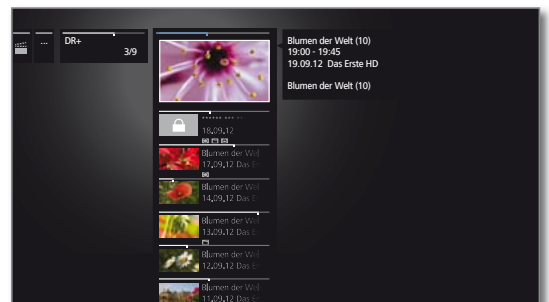 ...
DR+
3/9
Blumen der Welt (10)
19:00 - 19:45
19.09.12 Das Erste HD
Blumen der Welt (10)
****** *** **
18.09.12
Blumen der Wel
17.09.12 Das E
Blumen der Wel
14.09.12 Das E
Blumen der Wel
13.09.12 Das E
Blumen der Wel
12.09.12 Das E
Blumen der Wel
11.09.12 Das E